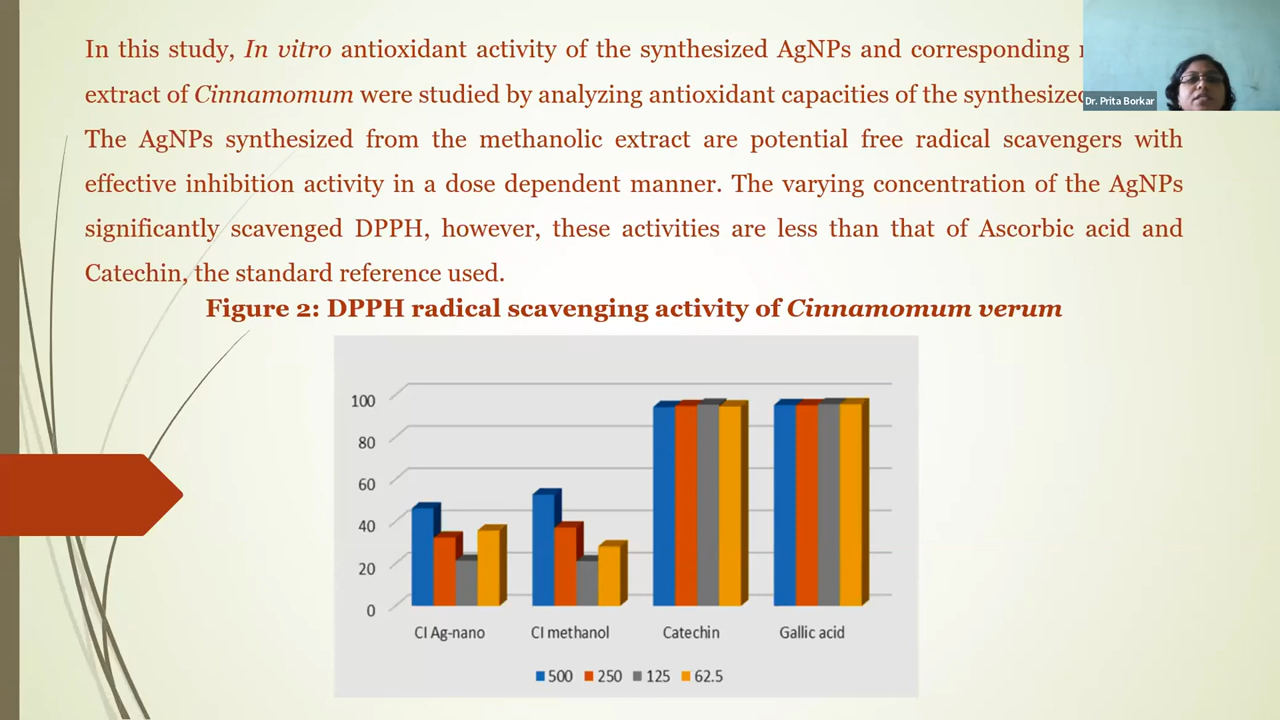 In this study, In vitro antioxidant activity of the synthesized AgNPs and corresponding
extract of Cinnamomum were studied by analyzing antioxidant capacities of the synthesized
Dr. Prita Borkar
The AgNPs synthesized from the methanolic extract are potential free radical scavengers with
effective inhibition activity in a dose dependent manner. The varying concentration of the AgNPs
significantly scavenged DPPH, however, these activities are less than that of Ascorbic acid and
Catechin, the standard reference used.
Figure 2: DPPH radical scavenging activity of Cinnamomum verum
100
80
60
40
20
0
CI Ag-nano CI methanol Catechin Gallic acid
500 250 125 62.5